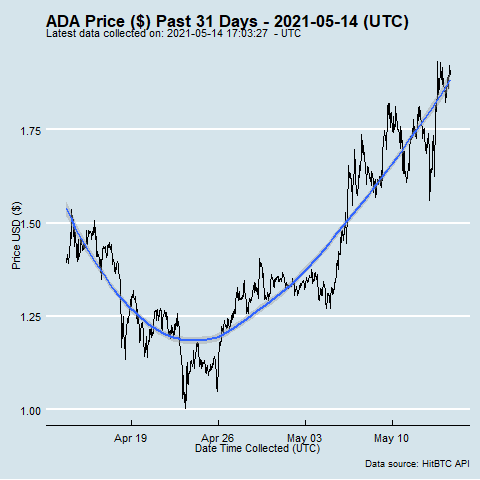 ADA Price ($) Past 31 Days - 2021-05-14 (UTC)
Latest data collected on: 2021-05-14 17:03:27 - UTC
Price USD ($)
1.75
1.50
1.25
1.00
Apr 19 Apr 26 May 03 May 10
Date Time Collected (UTC)
Data source: HitBTC API